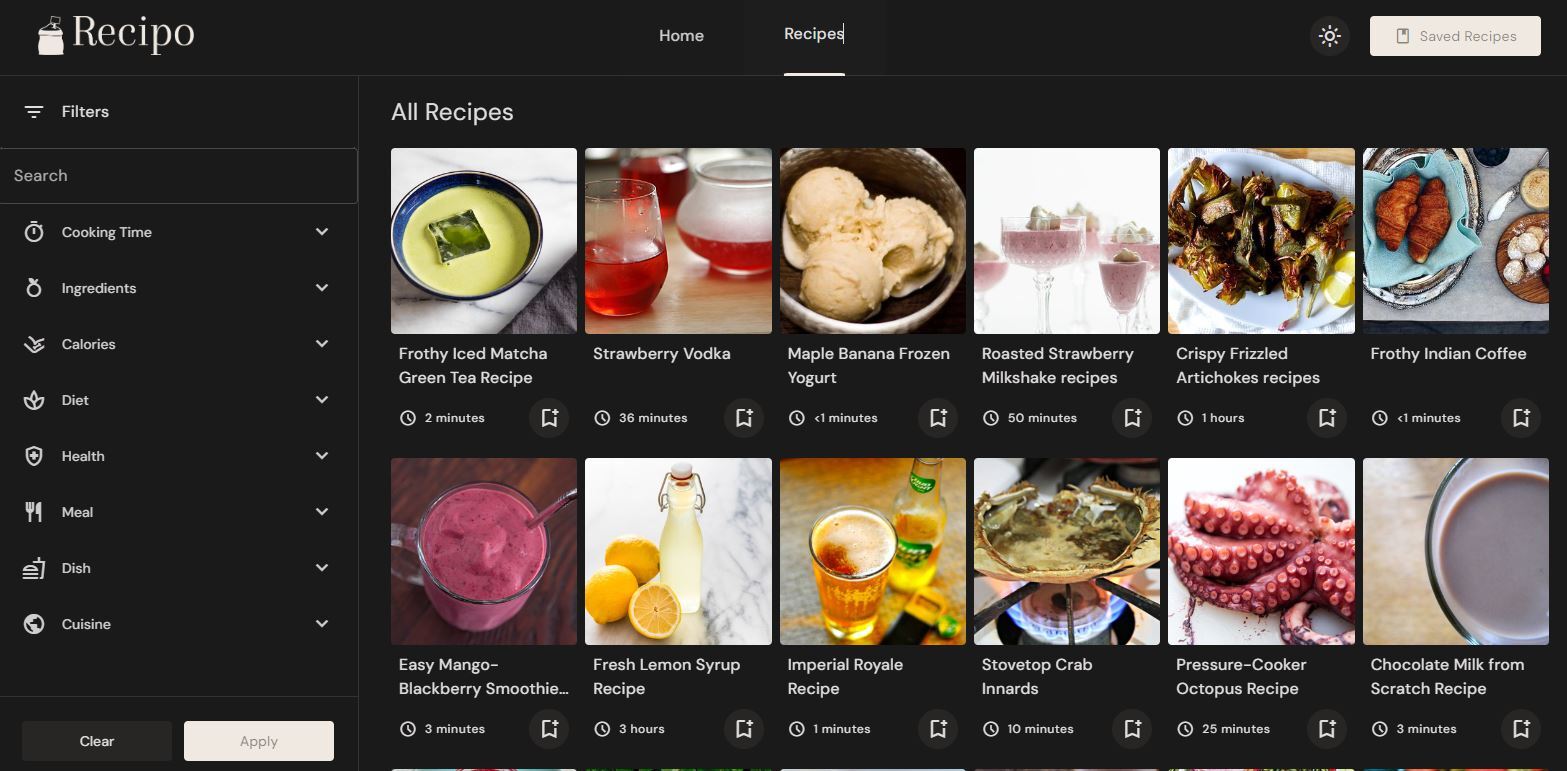 Recipo
Home
Recipes
Saved Recipes
Filters
Search
Cooking Time
Ingredients
Calories
Diet
Health
Meal
Dish
Cuisine
Clear
Apply
All Recipes
Frothy Iced Matcha
Green Tea Recipe
2 minutes
Strawberry Vodka
36 minutes
Maple Banana Frozen
Yogurt
<1 minutes
Roasted Strawberry
Milkshake recipes
50 minutes
Crispy Frizzled
Artichokes recipes
1 hours
Frothy Indian Coffee
<1 minutes
Easy Mango-
Blackberry Smoothie...
3 minutes
Fresh Lemon Syrup
Recipe
3 hours
Imperial Royale
Recipe
1 minutes
Stovetop Crab
Innards
10 minutes
Pressure-Cooker
Octopus Recipe
25 minutes
Chocolate Milk from
Scratch Recipe
3 minutes